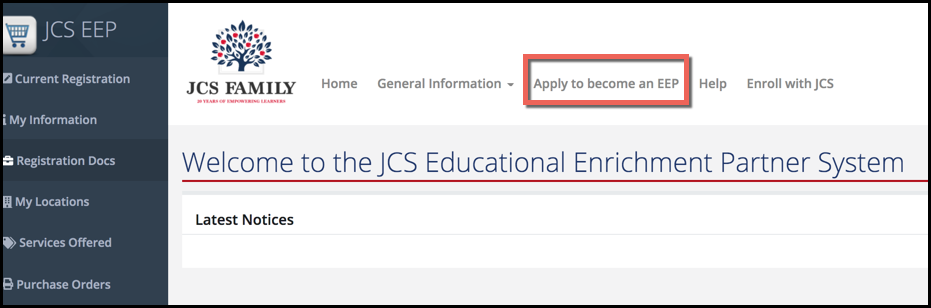 JCS EEP
Current Registration
My Information
Registration Docs
My Locations
Services Offered
Purchase Orders
JCS FAMILY
20 YEARS OF EMPOWERING LEARNERS
Home General Information Apply to become an EEP Help Enroll with JCS
Welcome to the JCS Educational Enrichment Partner System
Latest Notices